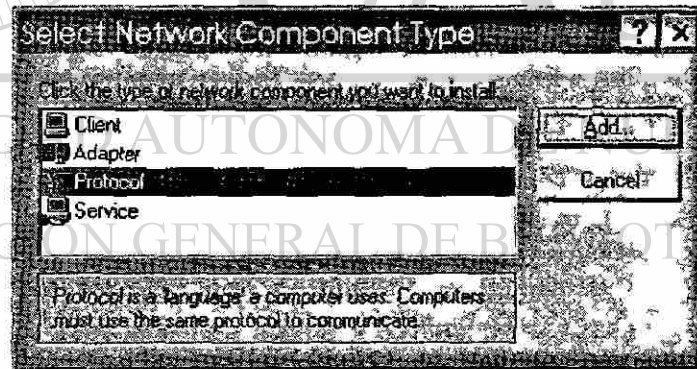 Select Network Component Type
? X
Click the type of network component you want to install:
Client
Adapter
Protocol
Service
Add...
Cancel
Protocol is a 'language' a computer uses. Computers
must use the same protocol to communicate.
AUTONOMA DE
GENERAL DE